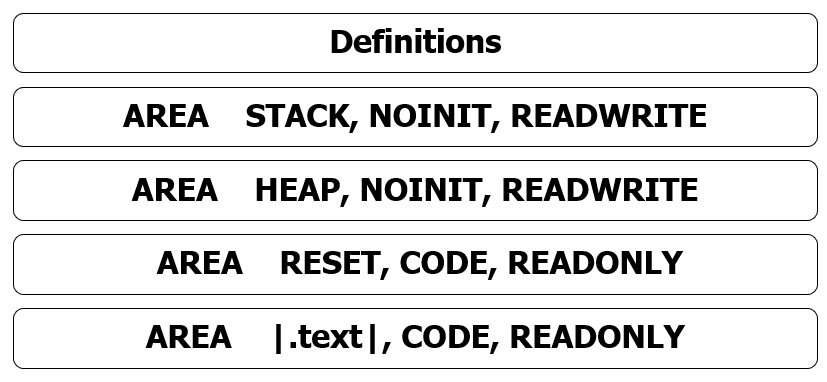 Definitions
AREA STACK, NOINIT, READWRITE
AREA HEAP, NOINIT, READWRITE
AREA RESET, CODE, READONLY
AREA |.text|, CODE, READONLY